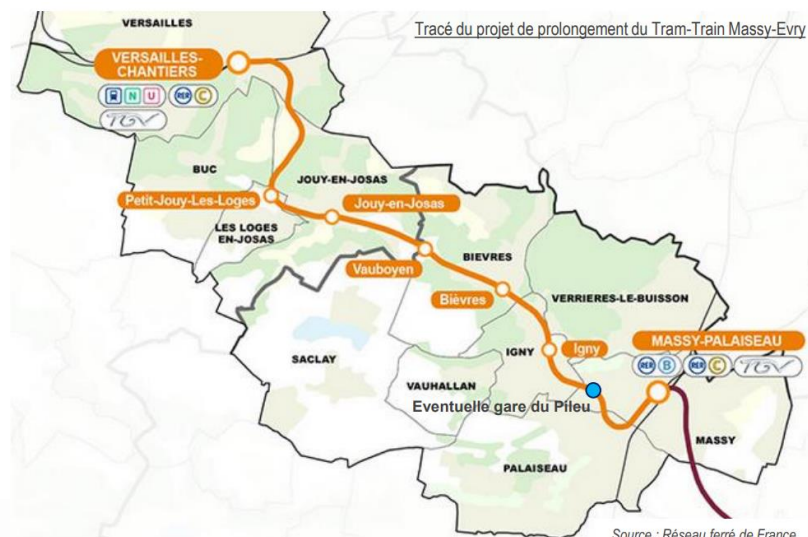 Tracé du projet de prolongement du Tram-Train Massy-Evry
VERSAILLES
VERSAILLES-
CHANTIERS
N U RER C
TGV
BUC
JOUY-EN-JOSAS
Petit-Jouy-Les-Loges
Jouy-en-Josas
LES LOGES
EN-JOSAS
BIEVRES
Vauboyen
Bièvres
VERRIERES-LE-BUISSON
MASSY-PALAISEAU
SACLAY
IGNY
Igny
RER B RER C TGV
VAUHALLAN
Eventuelle gare du Pileu
MASSY
PALAISEAU
Source : Réseau ferré de France